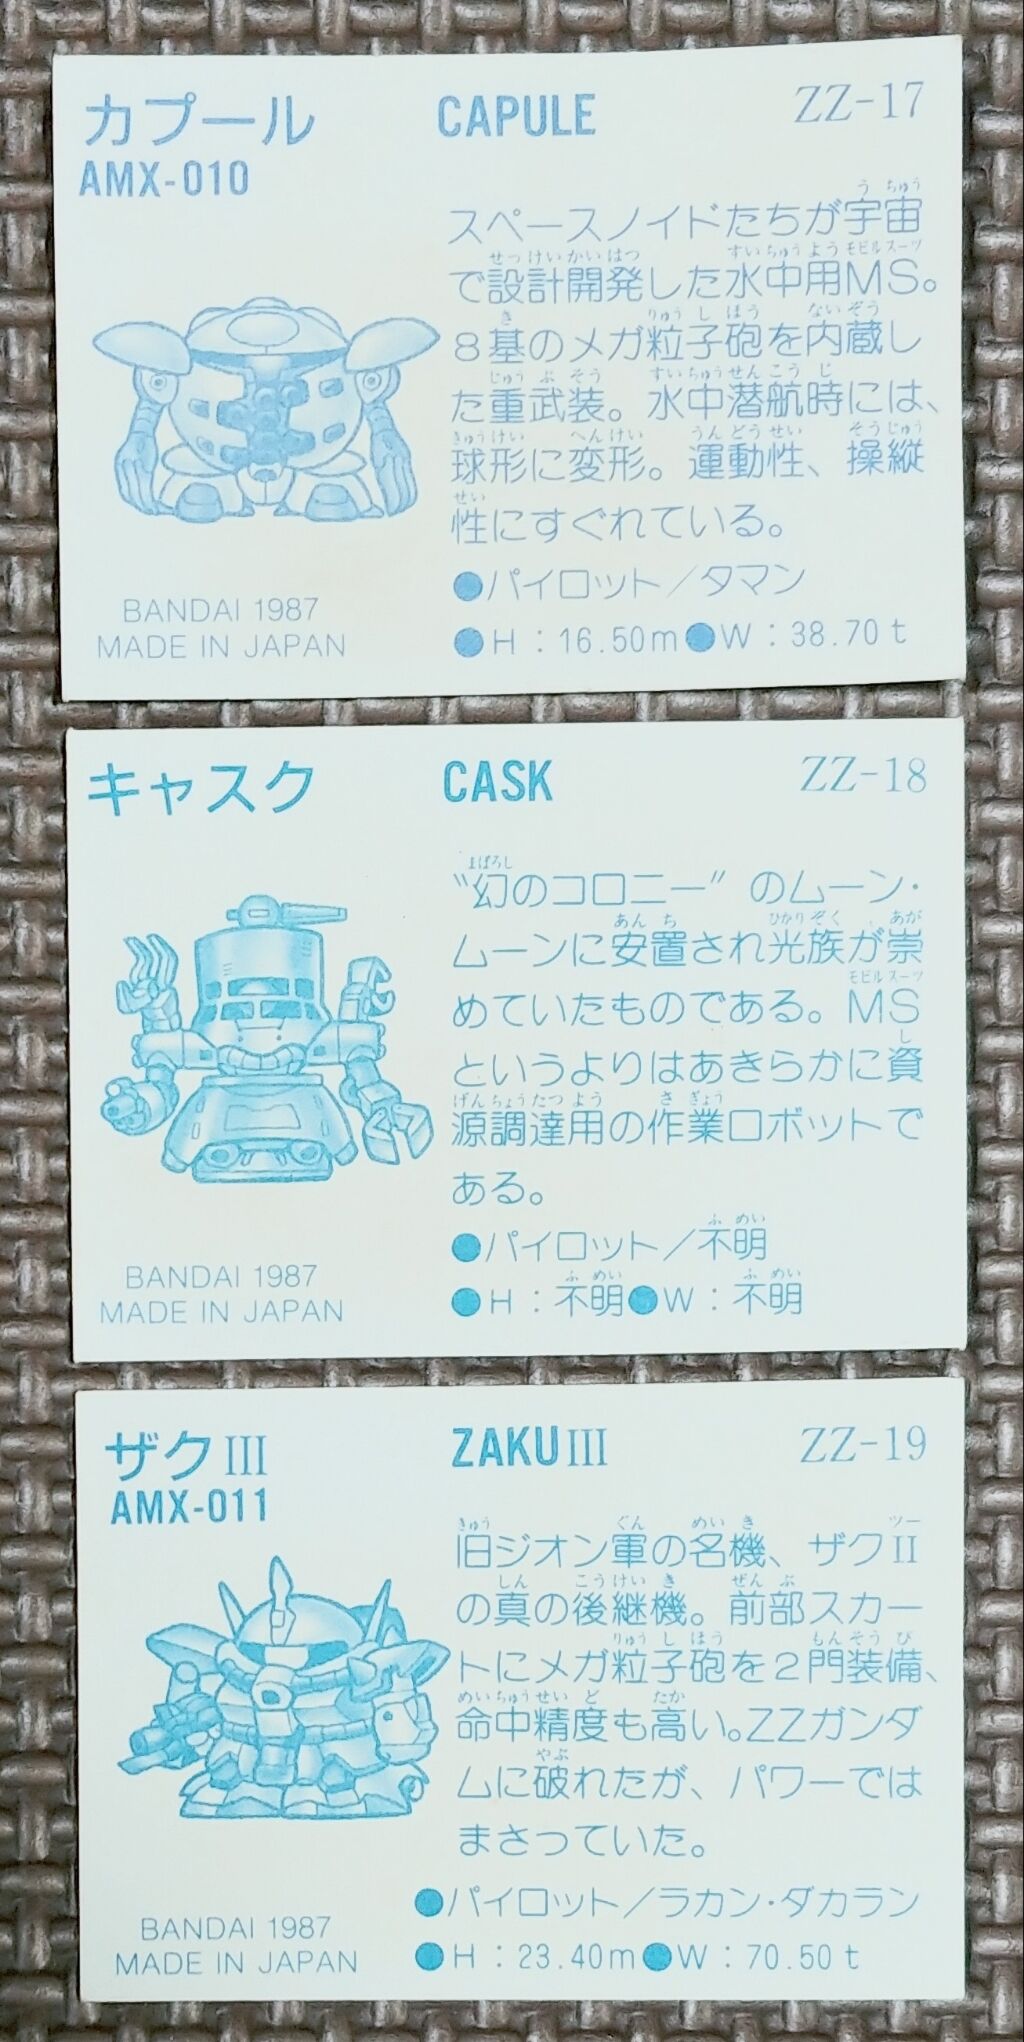 カプール CAPULE ZZ-17
AMX-010
スペースノイドたちが宇宙
で設計開発した水中用MS。
8基のメガ粒子砲を内蔵し
た重武装。水中潜航時には、
球形に変形。運動性、操縦
性にすぐれている。
●パイロット／タマン
●H：16.50m●W：38.70t
BANDAI 1987
MADE IN JAPAN
キャスク CASK ZZ-18
“幻のコロニー”のムーン・
ムーンに安置され光族が崇
めていたものである。MS
というよりはあきらかに資
源調達用の作業ロボットで
ある。
●パイロット／不明
●H：不明●W：不明
BANDAI 1987
MADE IN JAPAN
ザクIII ZAKUIII ZZ-19
AMX-011
旧ジオン軍の名機、ザクII
の真の後継機。前部スカー
トにメガ粒子砲を2門装備、
命中精度も高い。ZZガンダ
ムに破れたが、パワーでは
まさっていた。
●パイロット／ラカン・ダカラン
●H：23.40m●W：70.50t
BANDAI 1987
MADE IN JAPAN